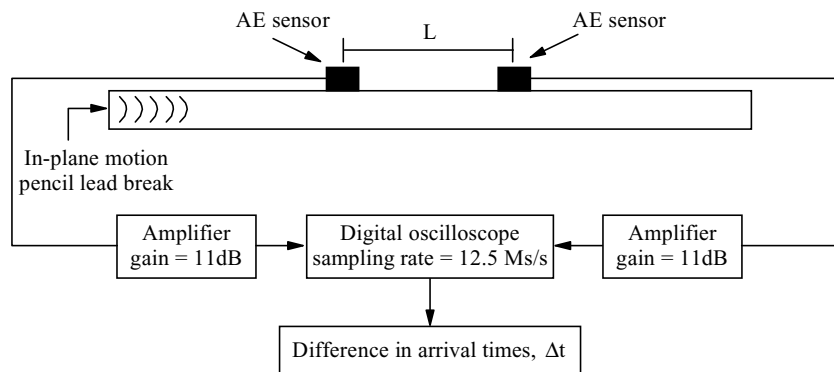 AE sensor
L
AE sensor
In-plane motion
pencil lead break
Amplifier
gain = 11dB
Digital oscilloscope
sampling rate = 12.5 Ms/s
Amplifier
gain = 11dB
Difference in arrival times, Δt